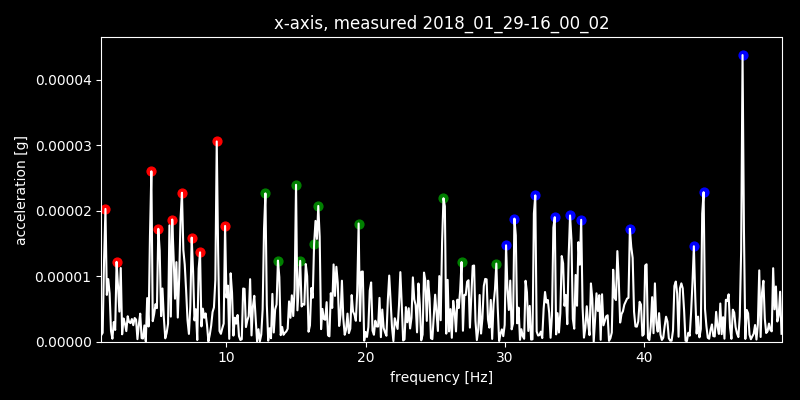 x-axis, measured 2018_01_29-16_00_02
acceleration [g]
0.00004
0.00003
0.00002
0.00001
0.00000
10 20 30 40
frequency [Hz]